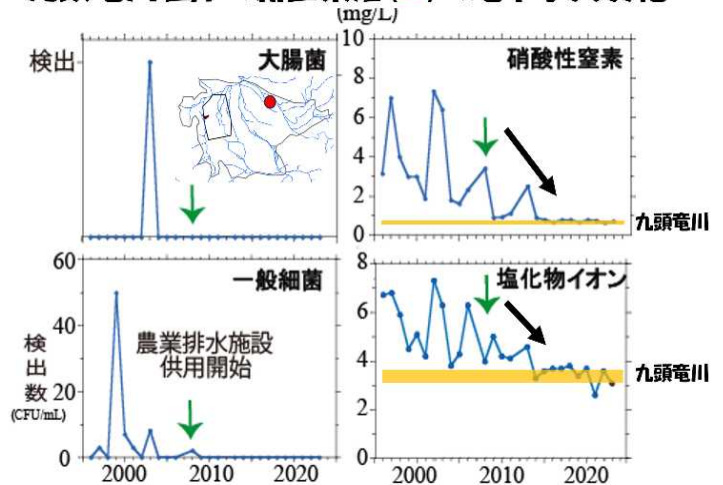 (mg/L)
検出
大腸菌
10
8
6
4
2
0
硝酸性窒素
九頭竜川
60
40
20
0
検出数
(CFU/mL)
一般細菌
農業排水施設
供用開始
2000
2010
2020
8
6
4
2
0
塩化物イオン
九頭竜川
2000
2010
2020